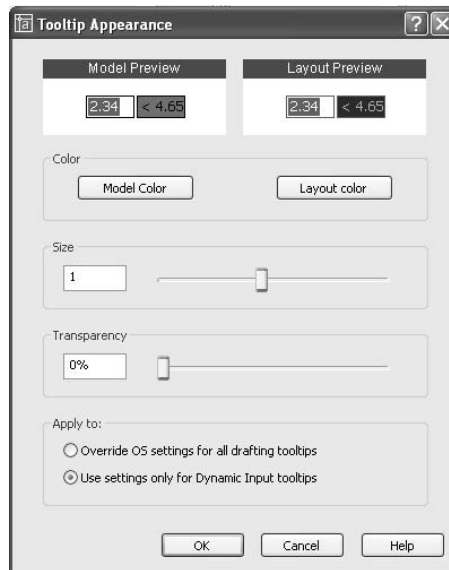 Tooltip Appearance
Model Preview
Layout Preview
2.34 < 4.65
2.34 < 4.65
Color
Model Color
Layout color
Size
1
Transparency
0%
Apply to:
Override OS settings for all drafting tooltips
Use settings only for Dynamic Input tooltips
OK
Cancel
Help